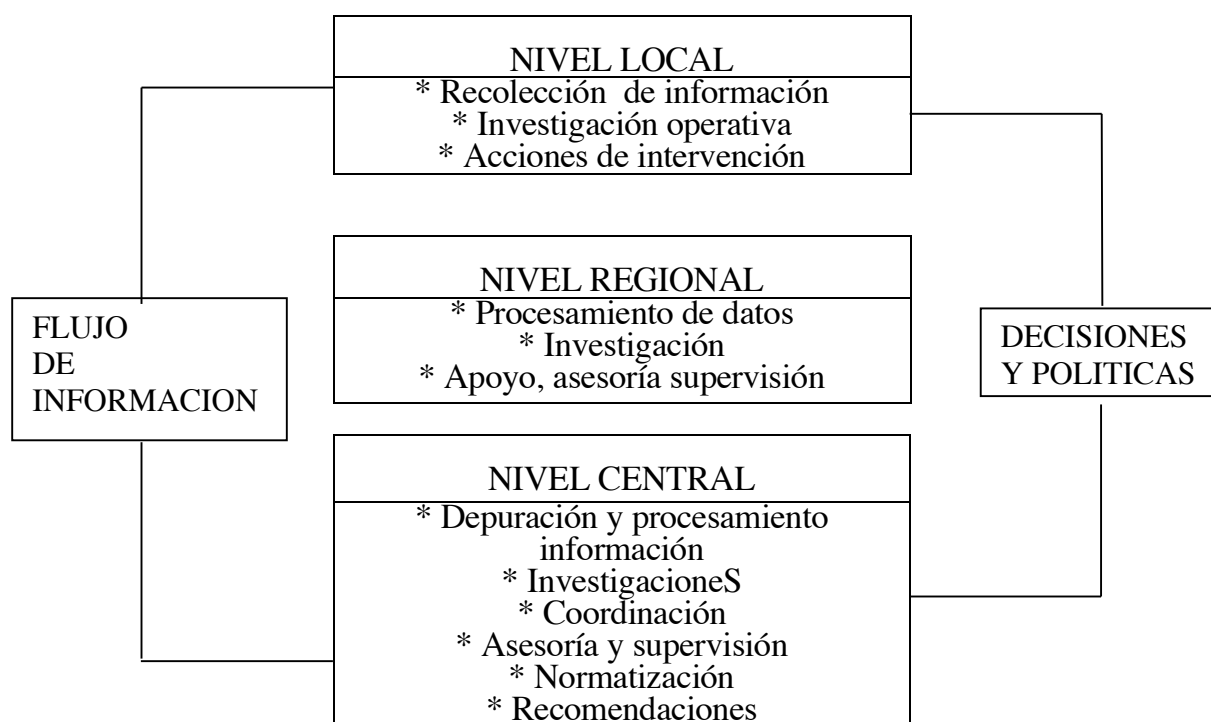 NIVEL LOCAL
* Recolección de información
* Investigación operativa
* Acciones de intervención
NIVEL REGIONAL
* Procesamiento de datos
* Investigación
* Apoyo, asesoría supervisión
FLUJO
DE
INFORMACION
DECISIONES
Y POLITICAS
NIVEL CENTRAL
* Depuración y procesamiento
información
* InvestigacioneS
* Coordinación
* Asesoría y supervisión
* Normatización
* Recomendaciones